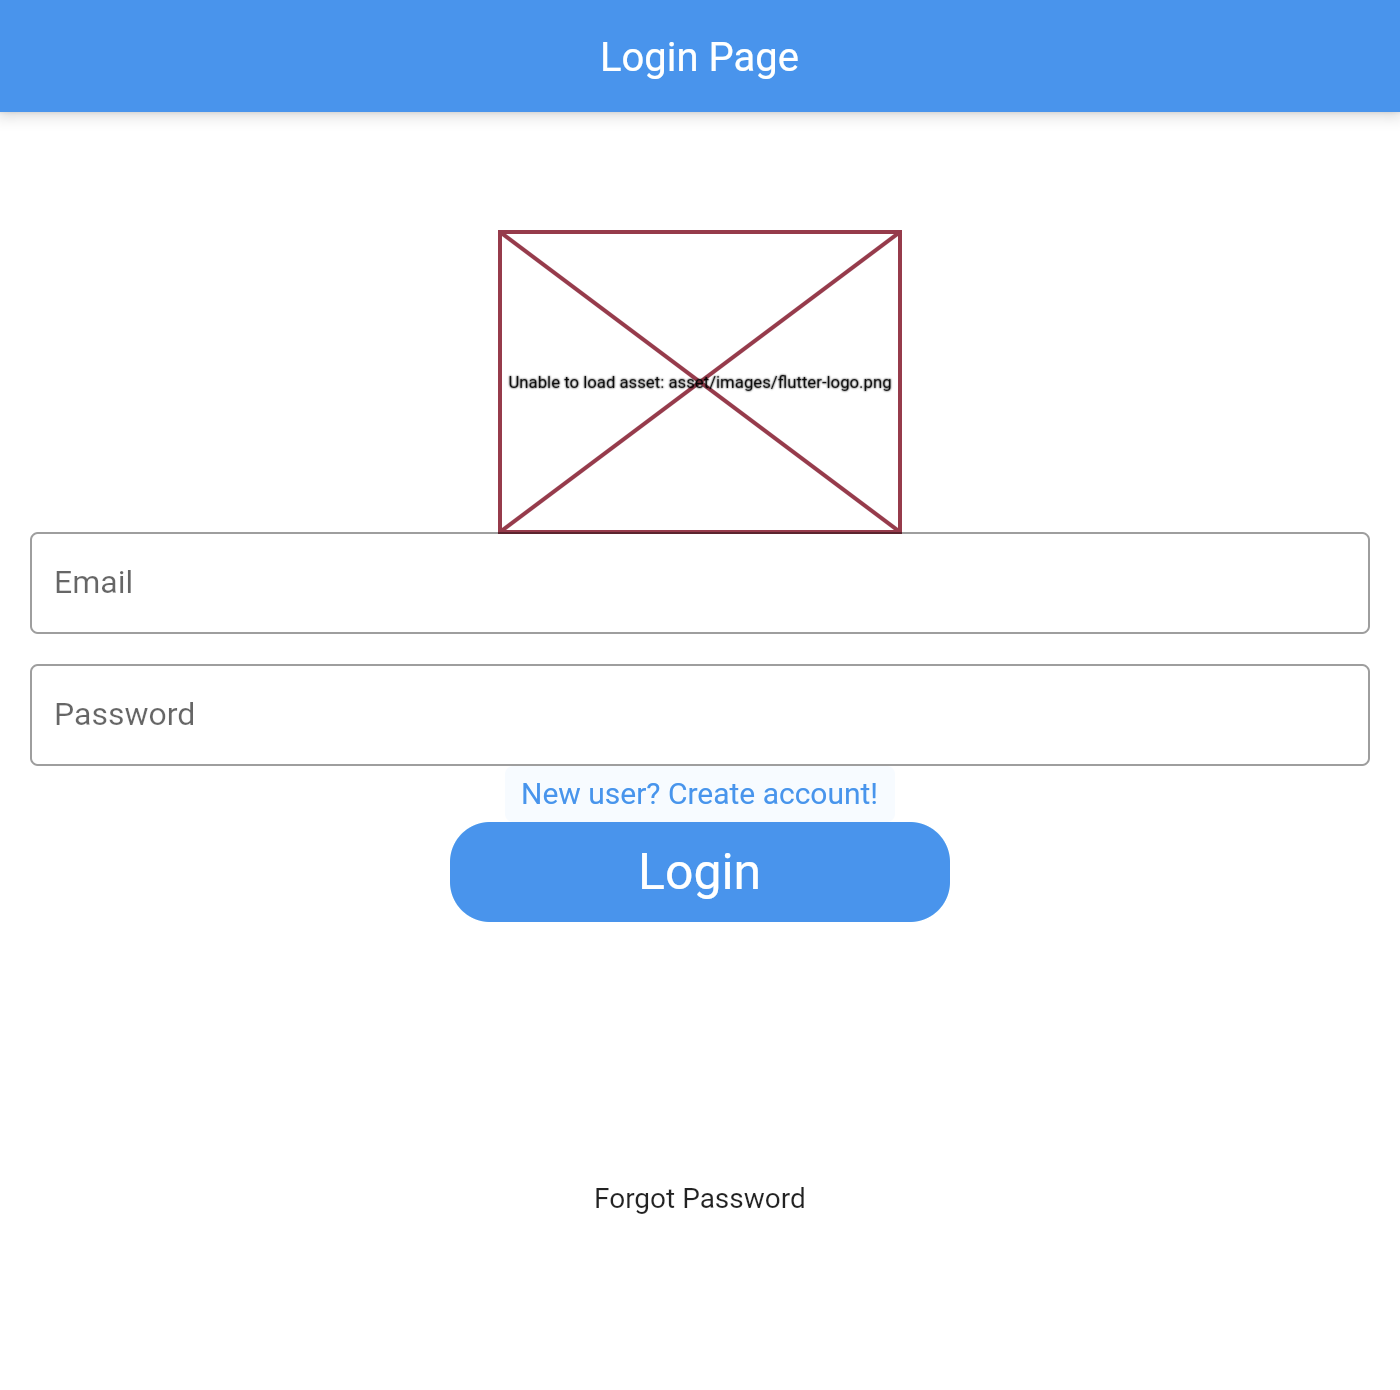 Login Page
Unable to load asset: asset/images/flutter-logo.png
Email
Password
New user? Create account!
Login
Forgot Password